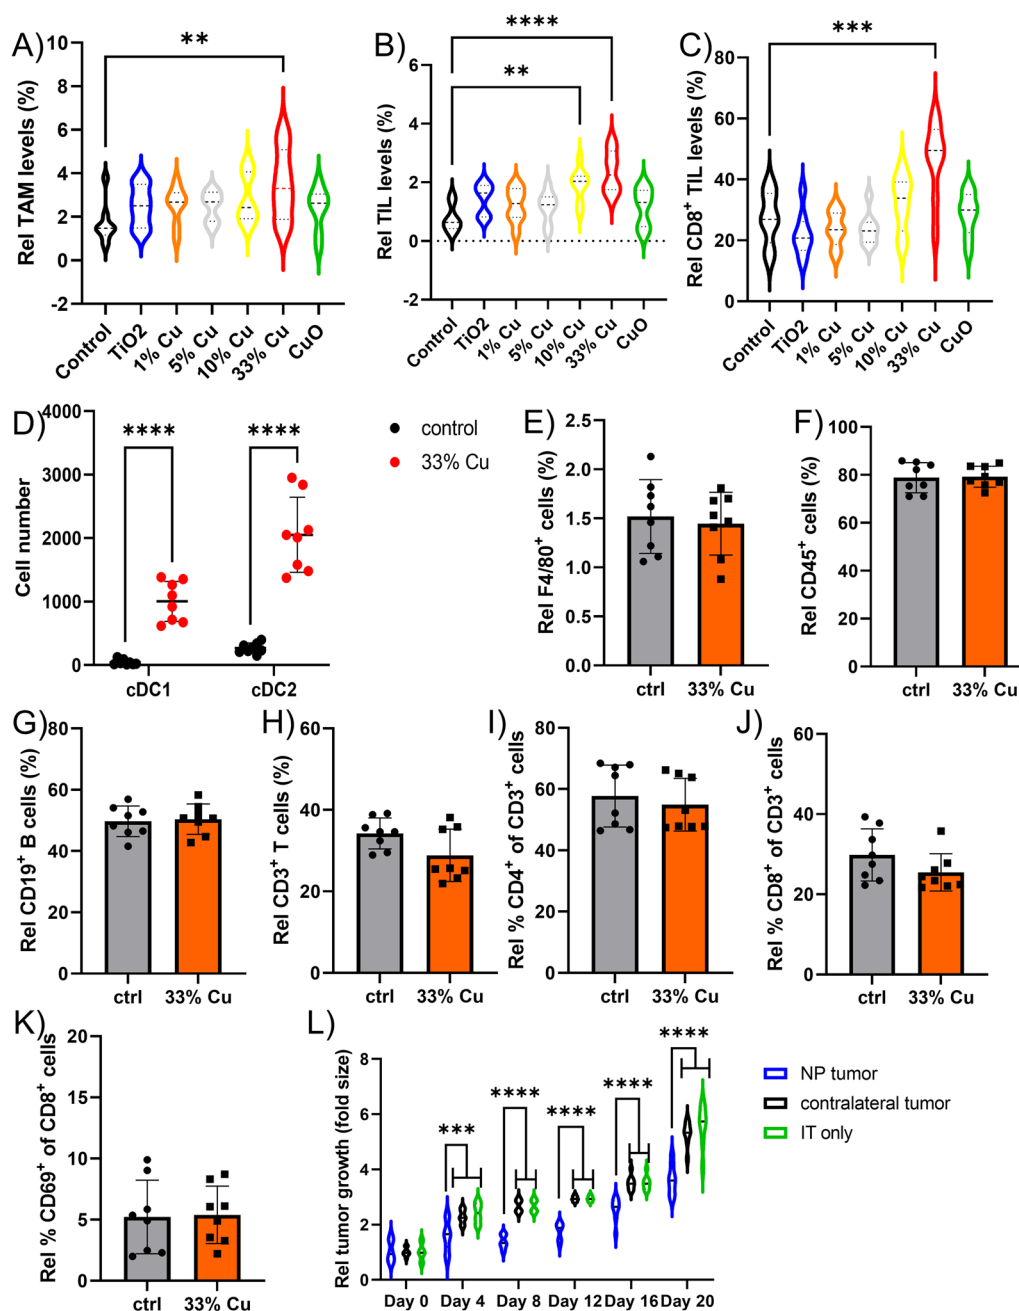 A)
Rel TAM levels (%)
10
8
6
4
2
0
-2
**
Control
TiO2
1% Cu
5% Cu
10% Cu
33% Cu
CuO
B)
Rel TIL levels (%)
6
4
2
0
-2
****
**
Control
TiO2
1% Cu
5% Cu
10% Cu
33% Cu
CuO
C)
Rel CD8+ TIL levels (%)
80
60
40
20
0
***
Control
TiO2
1% Cu
5% Cu
10% Cu
33% Cu
CuO
D)
Cell number
4000
3000
2000
1000
0
****
****
cDC1
cDC2
control
33% Cu
E)
Rel F4/80+ cells (%)
2.5
2.0
1.5
1.0
0.5
0.0
ctrl
33% Cu
F)
Rel CD45+ cells (%)
100
80
60
40
20
0
ctrl
33% Cu
G)
Rel CD19+ B cells (%)
80
60
40
20
0
ctrl
33% Cu
H)
Rel CD3+ T cells (%)
60
40
20
0
ctrl
33% Cu
I)
Rel % CD4+ of CD3+ cells
80
60
40
20
0
ctrl
33% Cu
J)
Rel % CD8+ of CD3+ cells
60
40
20
0
ctrl
33% Cu
K)
Rel % CD69+ of CD8+ cells
20
15
10
5
0
ctrl
33% Cu
L)
Rel tumor growth (fold size)
8
6
4
2
0
***
****
****
****
****
Day 0
Day 4
Day 8
Day 12
Day 16
Day 20
NP tumor
contralateral tumor
IT only